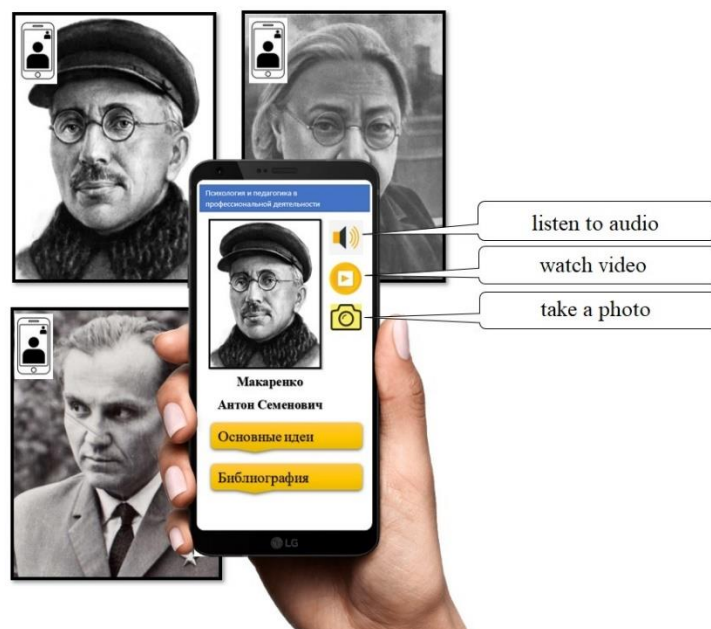 Психология и педагогика в
профессиональной деятельности
listen to audio
watch video
take a photo
Макаренко
Антон Семенович
Основные идеи
Библиография
LG